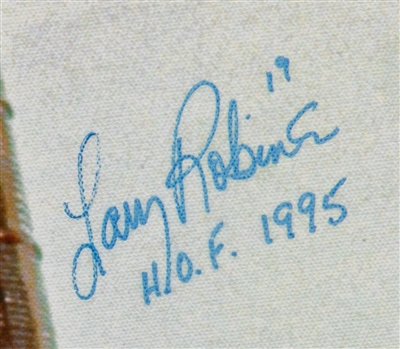 Larry Robinson
19
H.O.F. 1995